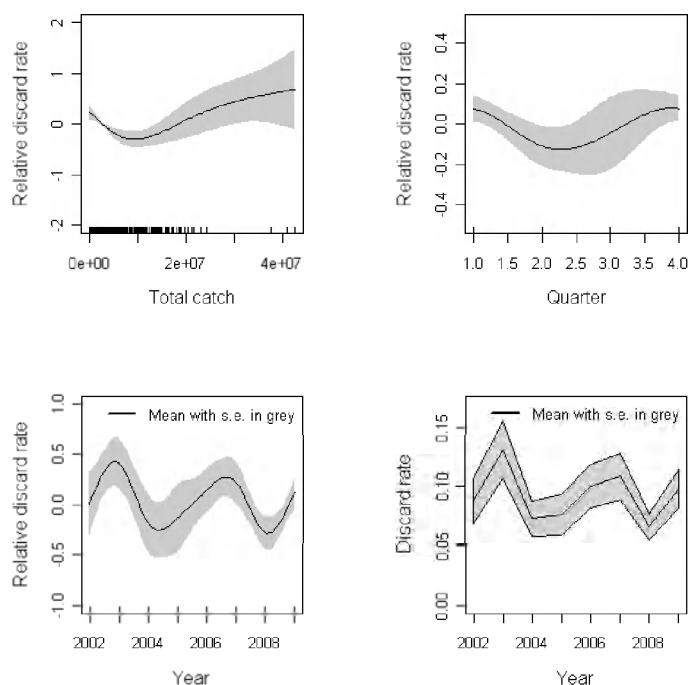 Relative discard rate
2
1
0
-1
-2
0e+00 2e+07 4e+07
Total catch
Relative discard rate
0.4
0.2
0.0
-0.2
-0.4
1.0 1.5 2.0 2.5 3.0 3.5 4.0
Quarter
Relative discard rate
1.0
0.5
0.0
-0.5
-1.0
Mean with s.e. in grey
2002 2004 2006 2008
Year
Discard rate
0.15
0.10
0.05
0.00
Mean with s.e. in grey
2002 2004 2006 2008
Year